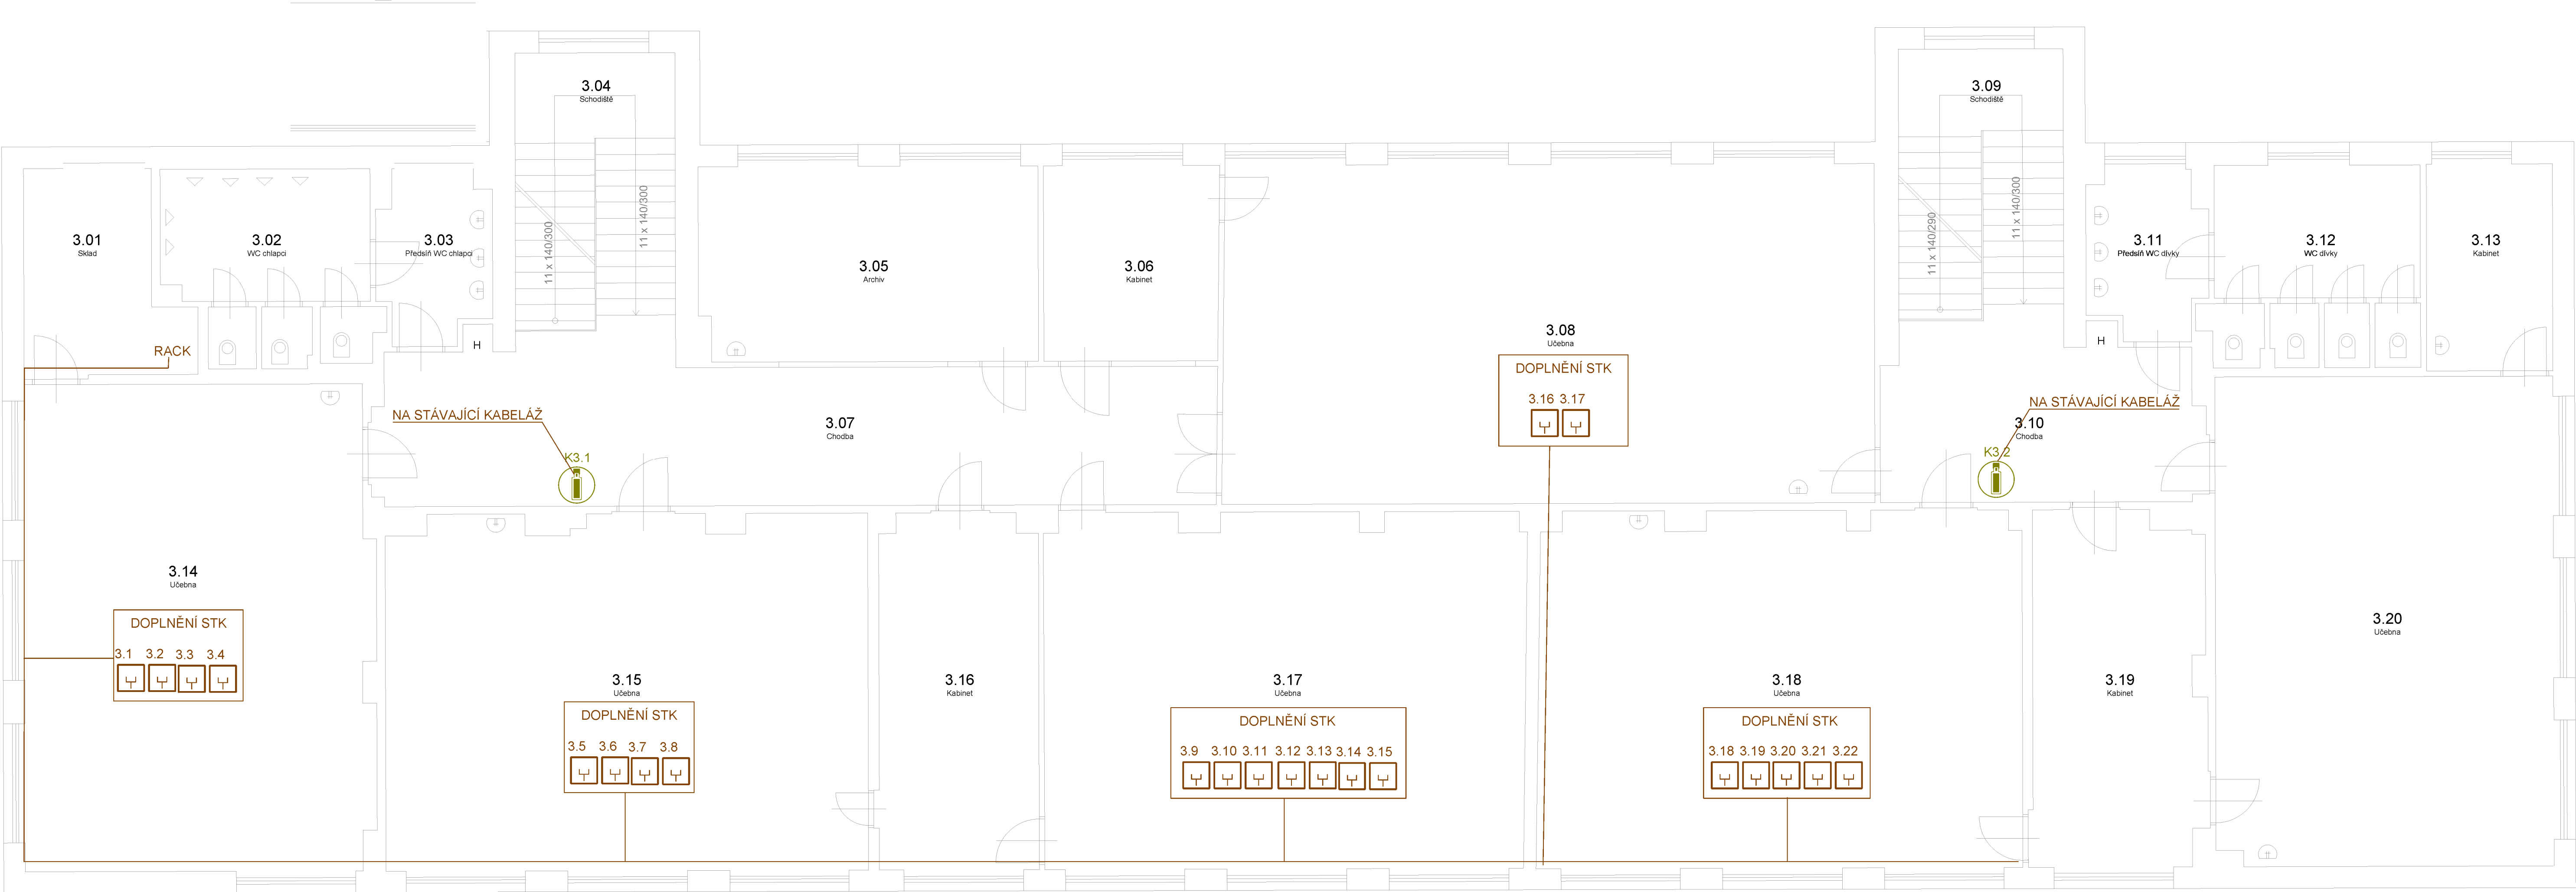 3.04
Schodiště
3.09
Schodiště
11 x 140/300
11 x 140/300
11 x 140/290
11 x 140/300
3.01
Sklad
3.02
WC chlapci
3.03
Předsíň WC chlapci
3.05
Archiv
3.06
Kabinet
3.11
Předsíň WC dívky
3.12
WC dívky
3.13
Kabinet
RACK
H
H
3.08
Učebna
DOPLNĚNÍ STK
3.16 3.17
NA STÁVAJÍCÍ KABELÁŽ
K3.1
3.07
Chodba
NA STÁVAJÍCÍ KABELÁŽ
3.10
Chodba
K3.2
3.14
Učebna
DOPLNĚNÍ STK
3.1 3.2 3.3 3.4
3.15
Učebna
DOPLNĚNÍ STK
3.5 3.6 3.7 3.8
3.16
Kabinet
3.17
Učebna
DOPLNĚNÍ STK
3.9 3.10 3.11 3.12 3.13 3.14 3.15
3.18
Učebna
DOPLNĚNÍ STK
3.18 3.19 3.20 3.21 3.22
3.19
Kabinet
3.20
Učebna